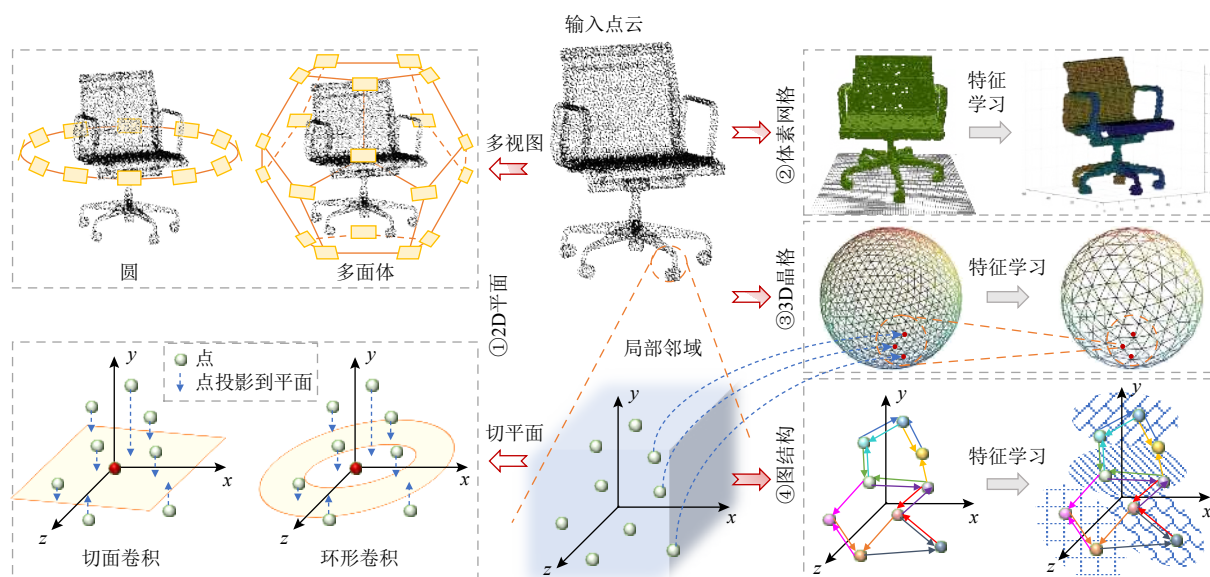 输入点云
圆
多面体
多视图
①2D平面
切平面
点
点投影到平面
y
x
z
切面卷积
y
x
z
环形卷积
局部邻域
y
x
z
②体素网格
特征
学习
③3D晶格
特征学习
④图结构
y
x
z
特征学习
y
x
z